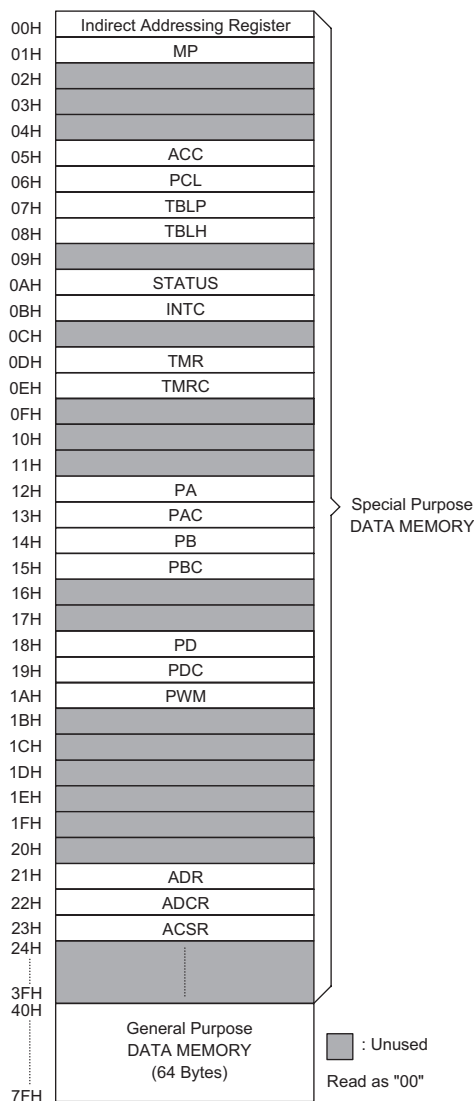 00H Indirect Addressing Register
01H MP
02H
03H
04H
05H ACC
06H PCL
07H TBLP
08H TBLH
09H
0AH STATUS
0BH INTC
0CH
0DH TMR
0EH TMRC
0FH
10H
11H
12H PA
13H PAC
14H PB
15H PBC
16H
17H
18H PD
19H PDC
1AH PWM
1BH
1CH
1DH
1EH
1FH
20H
21H ADR
22H ADCR
23H ACSR
24H
3FH
40H
General Purpose
DATA MEMORY
(64 Bytes)
7FH
Special Purpose
DATA MEMORY
: Unused
Read as "00"